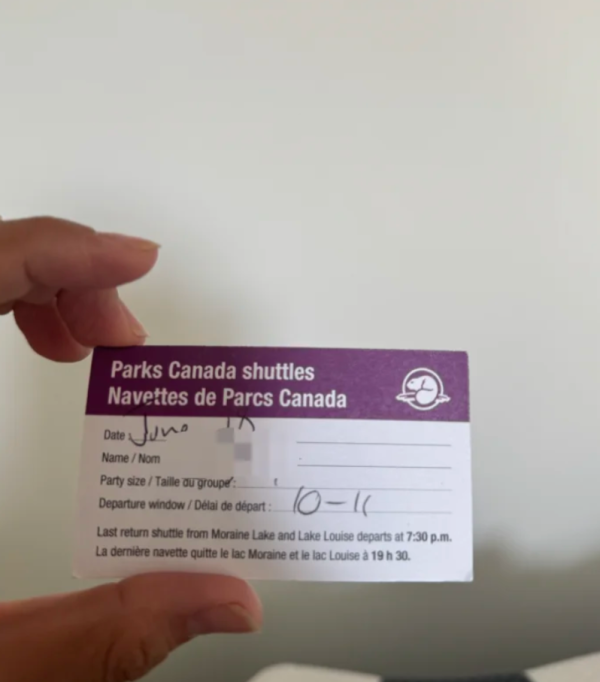 Parks Canada shuttles
Navettes de Parcs Canada
Date : June
Name / Nom
Party size / Taille du groupe :
Departure window / Délai de départ : 10-11
Last return shuttle from Moraine Lake and Lake Louise departs at 7:30 p.m.
La dernière navette quitte le lac Moraine et le lac Louise à 19 h 30.